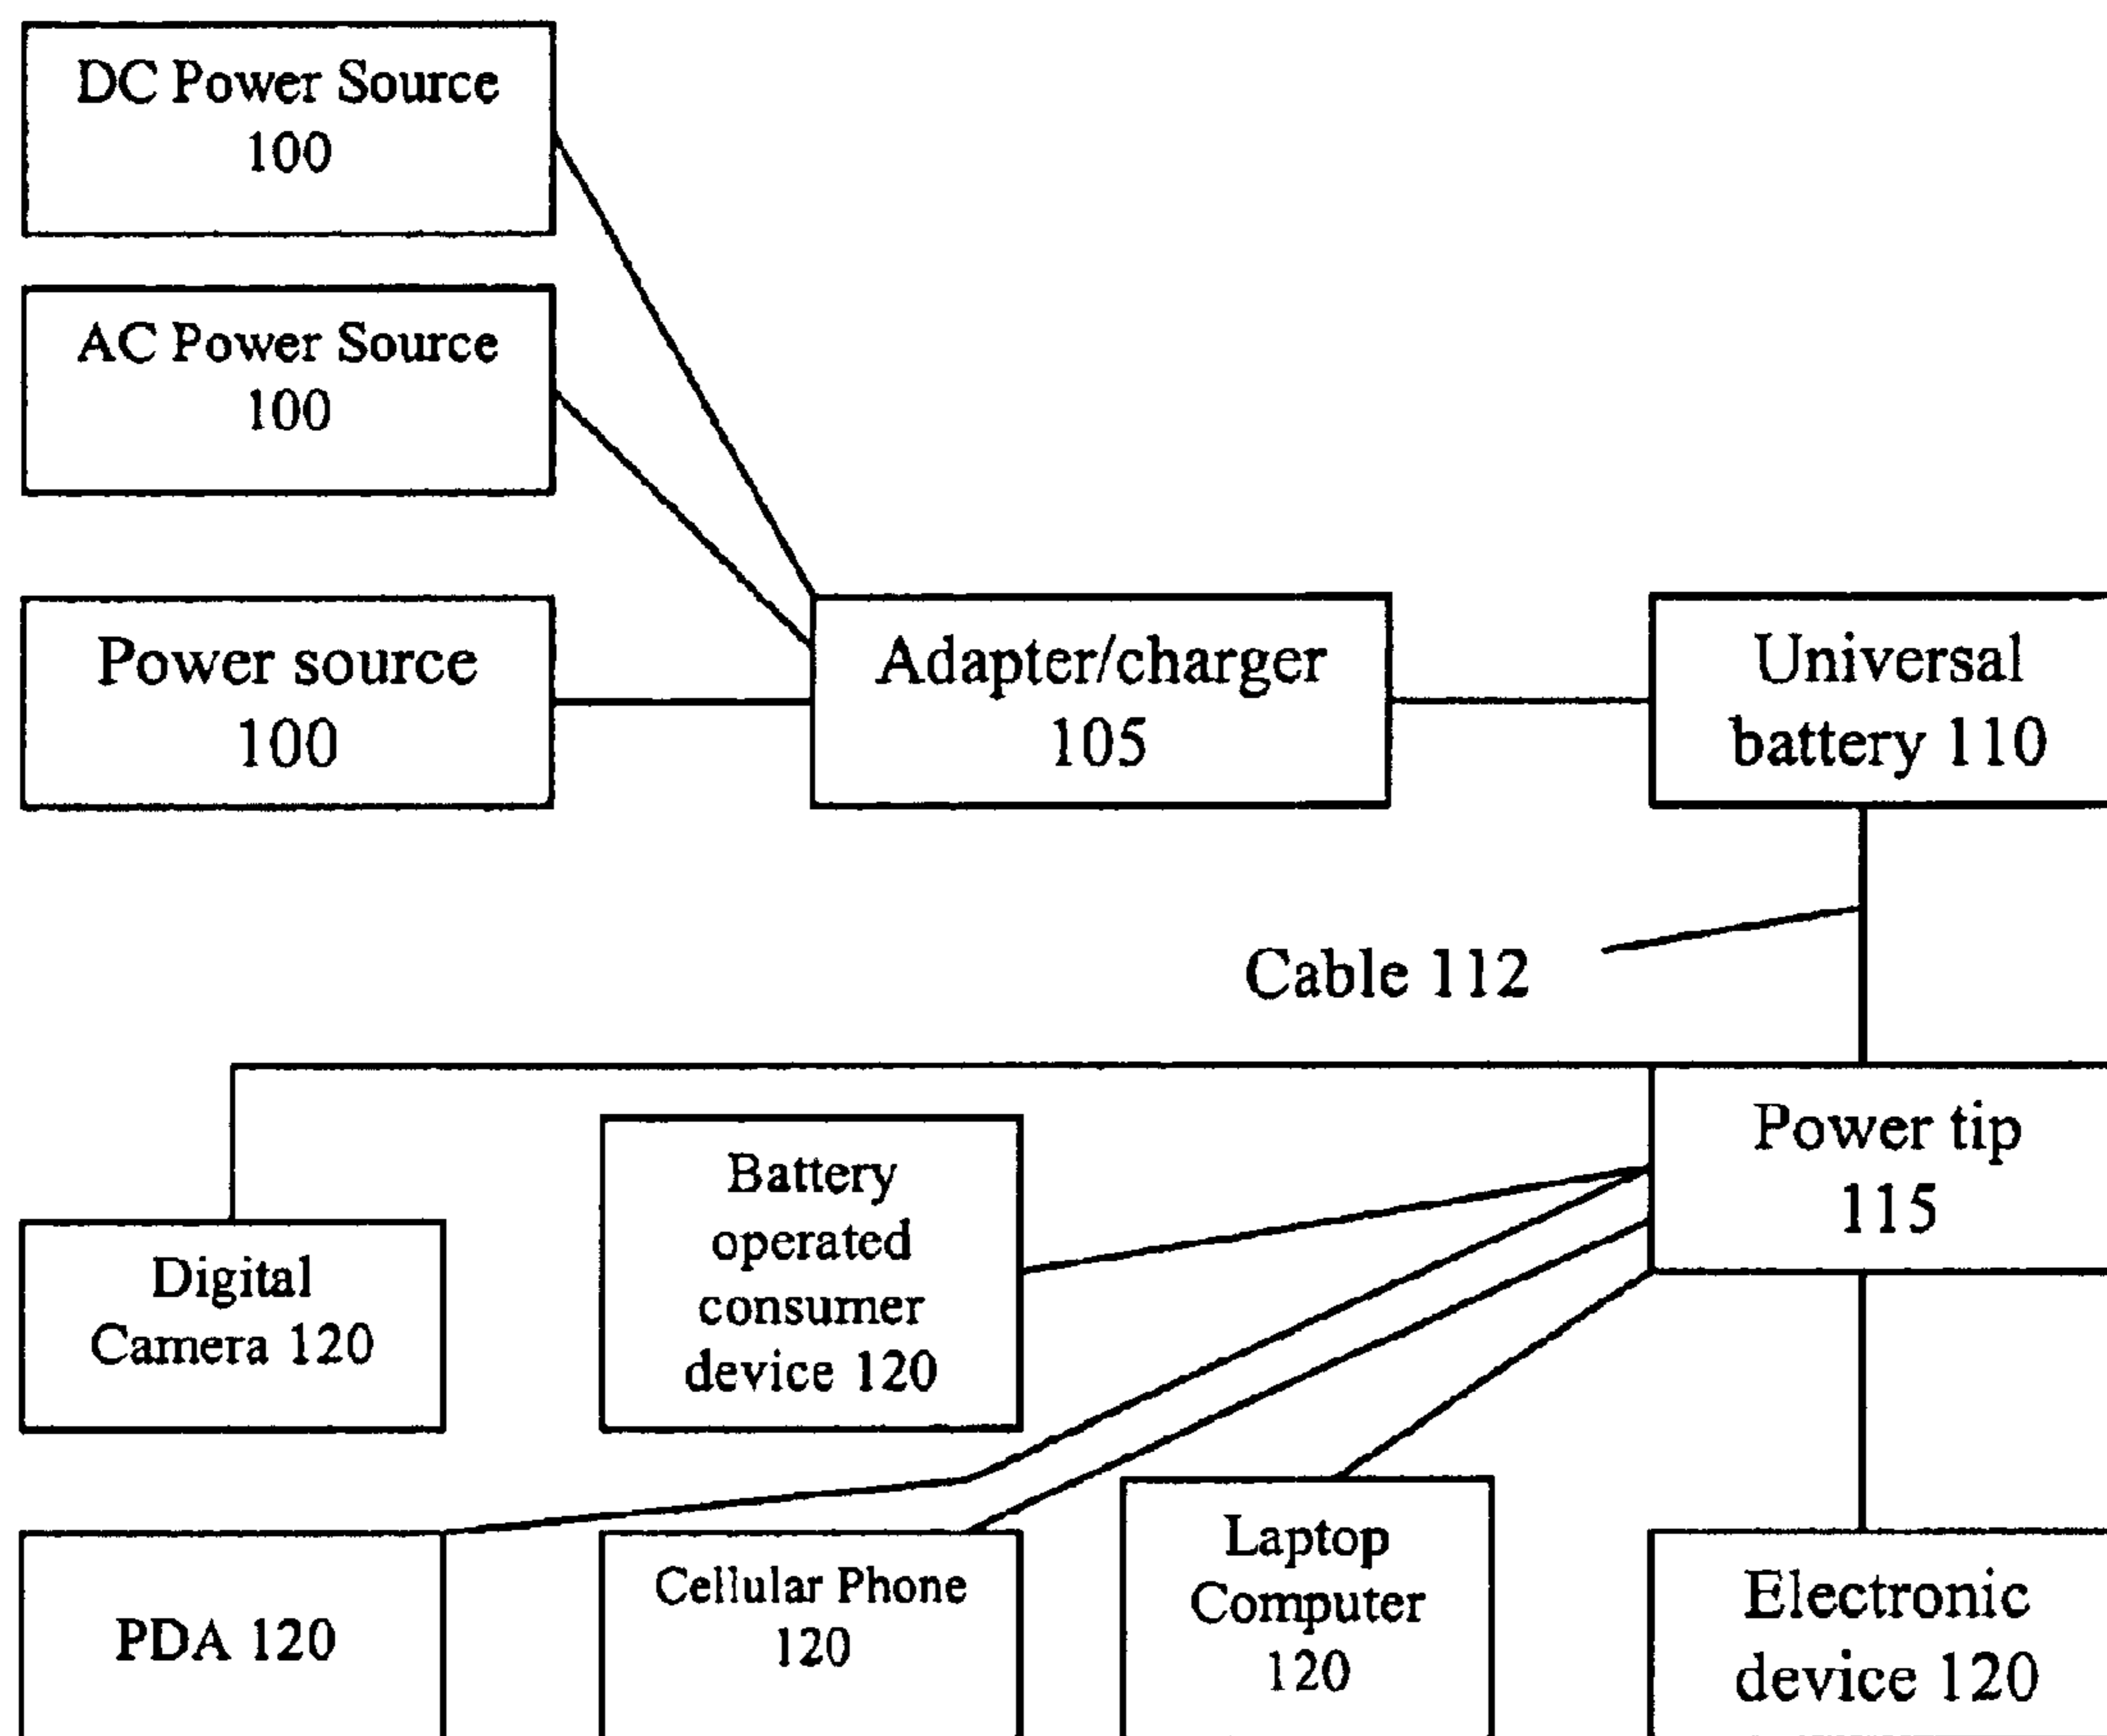 DC Power Source
100
AC Power Source
100
Power source
100
Adapter/charger
105
Universal
battery 110
Cable 112
Power tip
115
Battery
operated
consumer
device 120
Digital
Camera 120
PDA 120
Cellular Phone
120
Laptop
Computer
120
Electronic
device 120